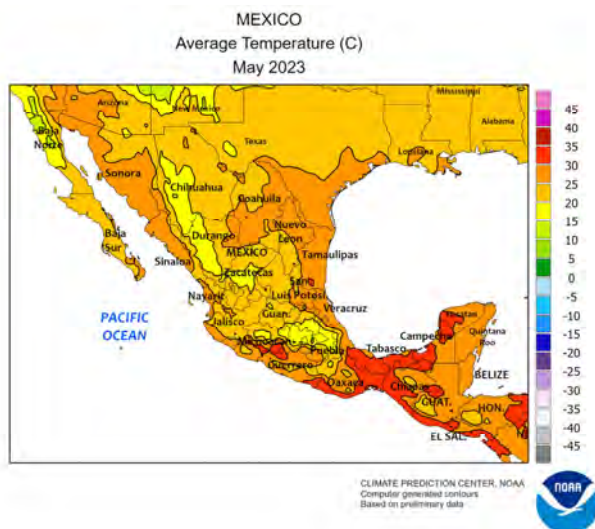 MEXICO
Average Temperature (C)
May 2023
Mississippi
Arizona
New Mexico
Alabama
Baja
Norte
Texas
Louisiana
Sonora
Chihuahua
Coahuila
Baja
Sur
Durango
Nuevo
Leon
MEXICO
Tamaulipas
Sinaloa
Zacatecas
San
Nayarit
Luis Potosi
Veracruz
PACIFIC
OCEAN
Jalisco
Guan.
Yucatan
Campeche
Quintana
Roo
Michoacan
Puebla
Tabasco
Guerrero
BELIZE
Oaxaca
Chiapas
GUAT.
HON.
EL SAL.
45
40
35
30
25
20
15
10
5
0
-5
-10
-15
-20
-25
-30
-35
-40
-45
CLIMATE PREDICTION CENTER, NOAA
Computer generated contours
Based on preliminary data
NOAA